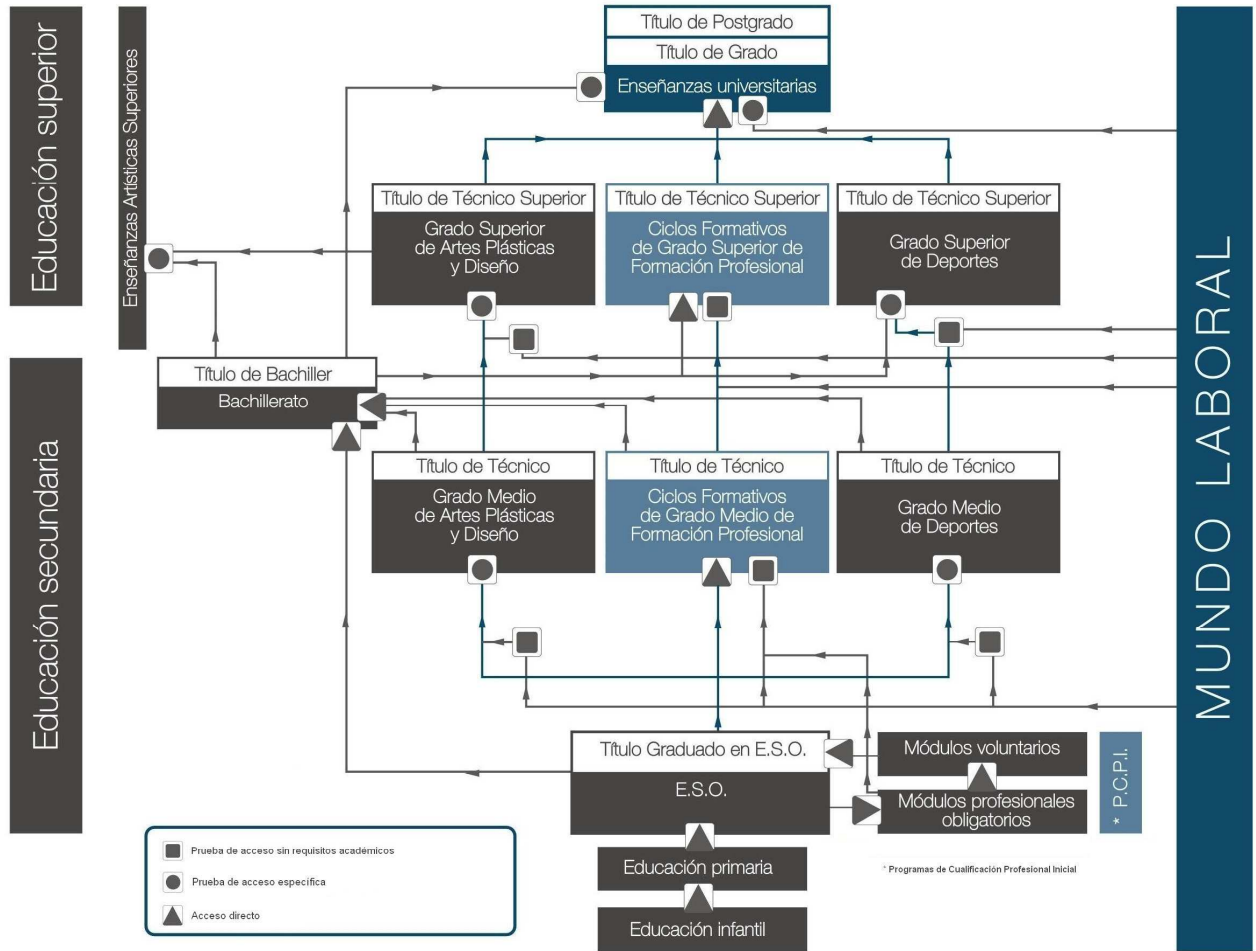 Educación superior
Enseñanzas Artísticas Superiores
Título de Postgrado
Título de Grado
Enseñanzas universitarias
Título de Técnico Superior
Grado Superior
de Artes Plásticas
y Diseño
Título de Técnico Superior
Ciclos Formativos
de Grado Superior de
Formación Profesional
Título de Técnico Superior
Grado Superior
de Deportes
MUNDO LABORAL
Educación secundaria
Título de Bachiller
Bachillerato
Título de Técnico
Grado Medio
de Artes Plásticas
y Diseño
Título de Técnico
Ciclos Formativos
de Grado Medio de
Formación Profesional
Título de Técnico
Grado Medio
de Deportes
Título Graduado en E.S.O.
E.S.O.
Módulos voluntarios
Módulos profesionales
obligatorios
* P.C.P.I.
Educación primaria
Educación infantil
* Programas de Cualificación Profesional Inicial
Prueba de acceso sin requisitos académicos
Prueba de acceso específica
Acceso directo